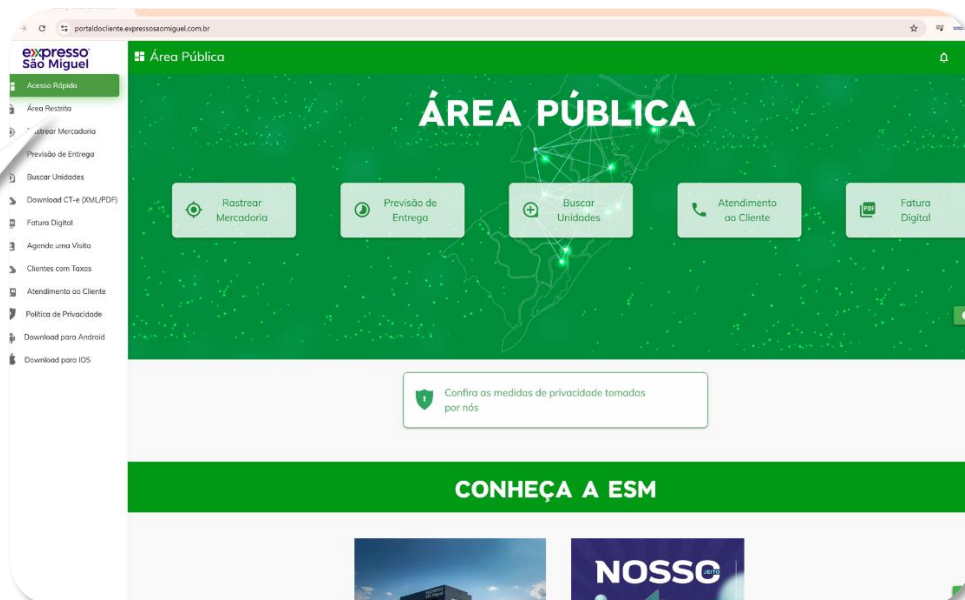 portaldocliente.expressosaomiguel.com.br
expresso
São Miguel
Área Pública
Acesso Rápido
Área Restrita
Rastrear Mercadoria
Previsão de Entrega
Buscar Unidades
Download CT-e (XML/PDF)
Fatura Digital
Agende uma Visita
Clientes com Taxas
Atendimento ao Cliente
Política de Privacidade
Download para Android
Download para IOS
ÁREA PÚBLICA
Rastrear
Mercadoria
Previsão de
Entrega
Buscar
Unidades
Atendimento
ao Cliente
PDF
Fatura
Digital
Confira as medidas de privacidade tomadas
por nós
CONHEÇA A ESM
NOSSO
JEITO